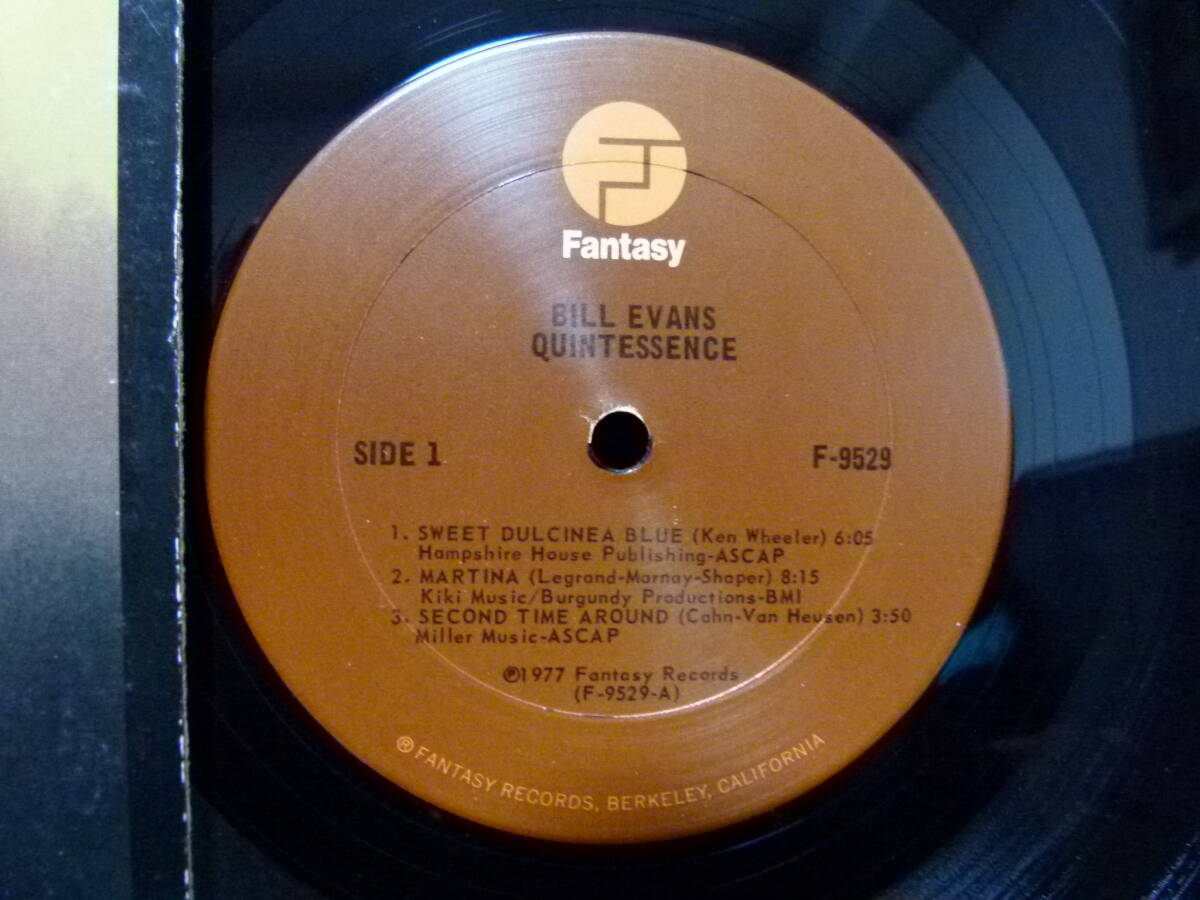 Fantasy
BILL EVANS
QUINTESSENCE
SIDE 1
F-9529
1. SWEET DULCINEA BLUE (Ken Wheeler) 6:05
Hampshire House Publishing-ASCAP
2. MARTINA (Legrand-Marnay-Shaper) 8:15
Kiki Music/Burgundy Productions-BMI
3. SECOND TIME AROUND (Cahn-Van Heusen) 3:50
Miller Music-ASCAP
℗1977 Fantasy Records
(F-9529-A)
® FANTASY RECORDS, BERKELEY, CALIFORNIA